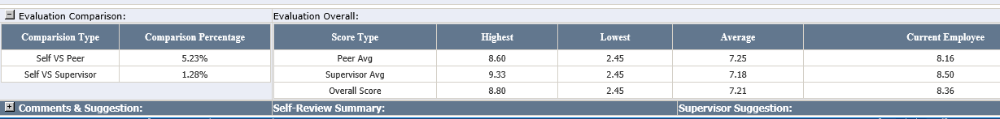 Evaluation Comparison: Evaluation Overall:
Comparision Type Comparison Percentage Score Type Highest Lowest Average Current Employee
Self VS Peer 5.23% Peer Avg 8.60 2.45 7.25 8.16
Self VS Supervisor 1.28% Supervisor Avg 9.33 2.45 7.18 8.50
Overall Score 8.80 2.45 7.21 8.36
Comments & Suggestion: Self-Review Summary: Supervisor Suggestion: